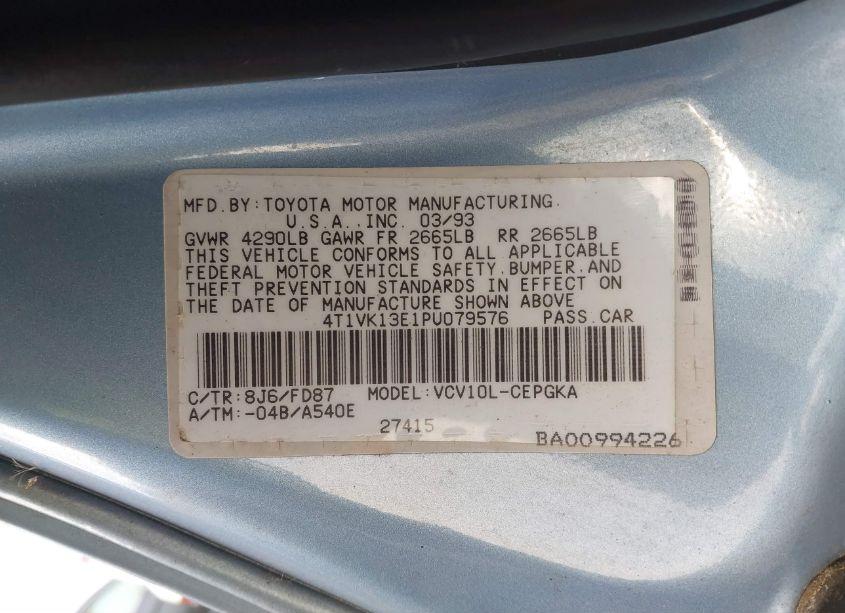 MFD.BY:TOYOTA MOTOR MANUFACTURING.
U.S.A.,INC. 03/93
GVWR 4290LB GAWR FR 2665LB RR 2665LB
THIS VEHICLE CONFORMS TO ALL APPLICABLE
FEDERAL MOTOR VEHICLE SAFETY,BUMPER,AND
THEFT PREVENTION STANDARDS IN EFFECT ON
THE DATE OF MANUFACTURE SHOWN ABOVE
4T1VK13E1PU079576 PASS.CAR
C/TR:8J6/FD87 MODEL:VCV10L-CEPGKA
A/TM:-04B/A540E
27415
BA00994226